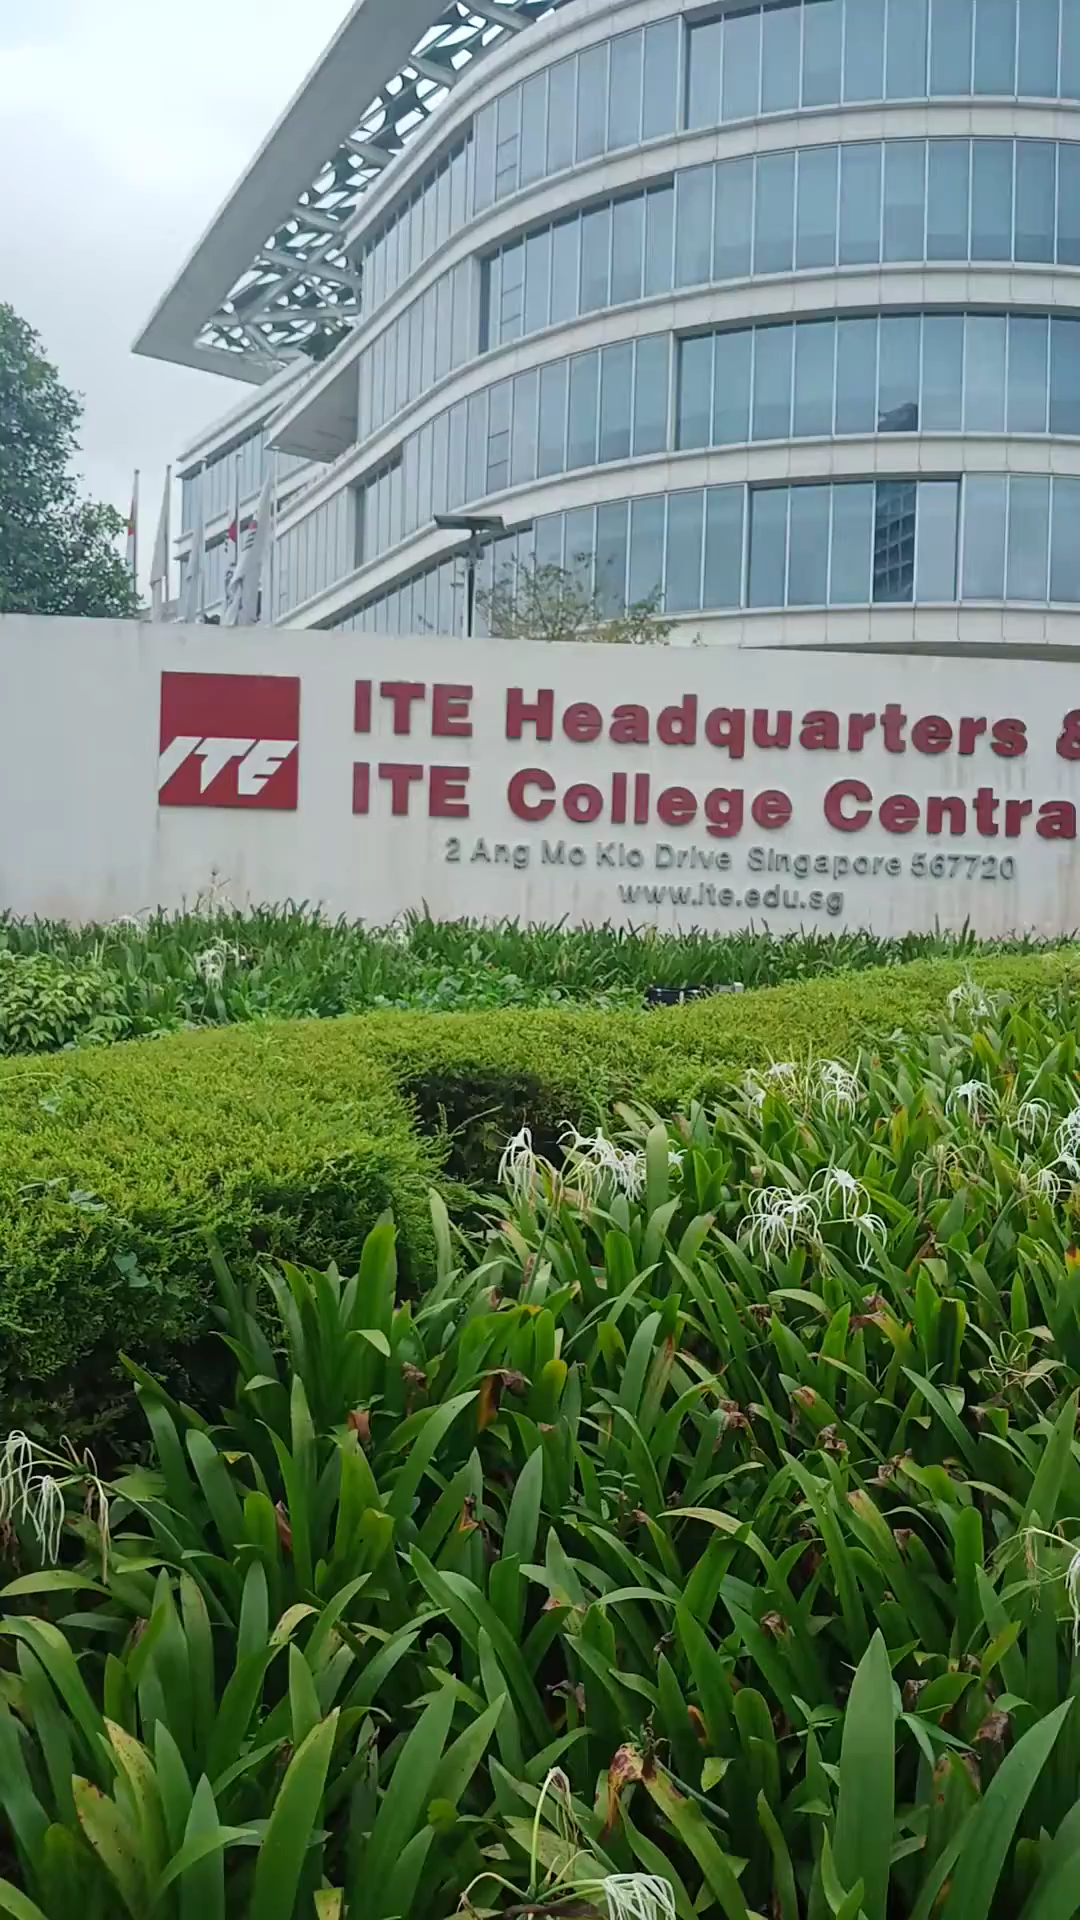 ITE
ITE Headquarters &
ITE College Centra
2 Ang Mo Kio Drive Singapore 567720
www.ite.edu.sg